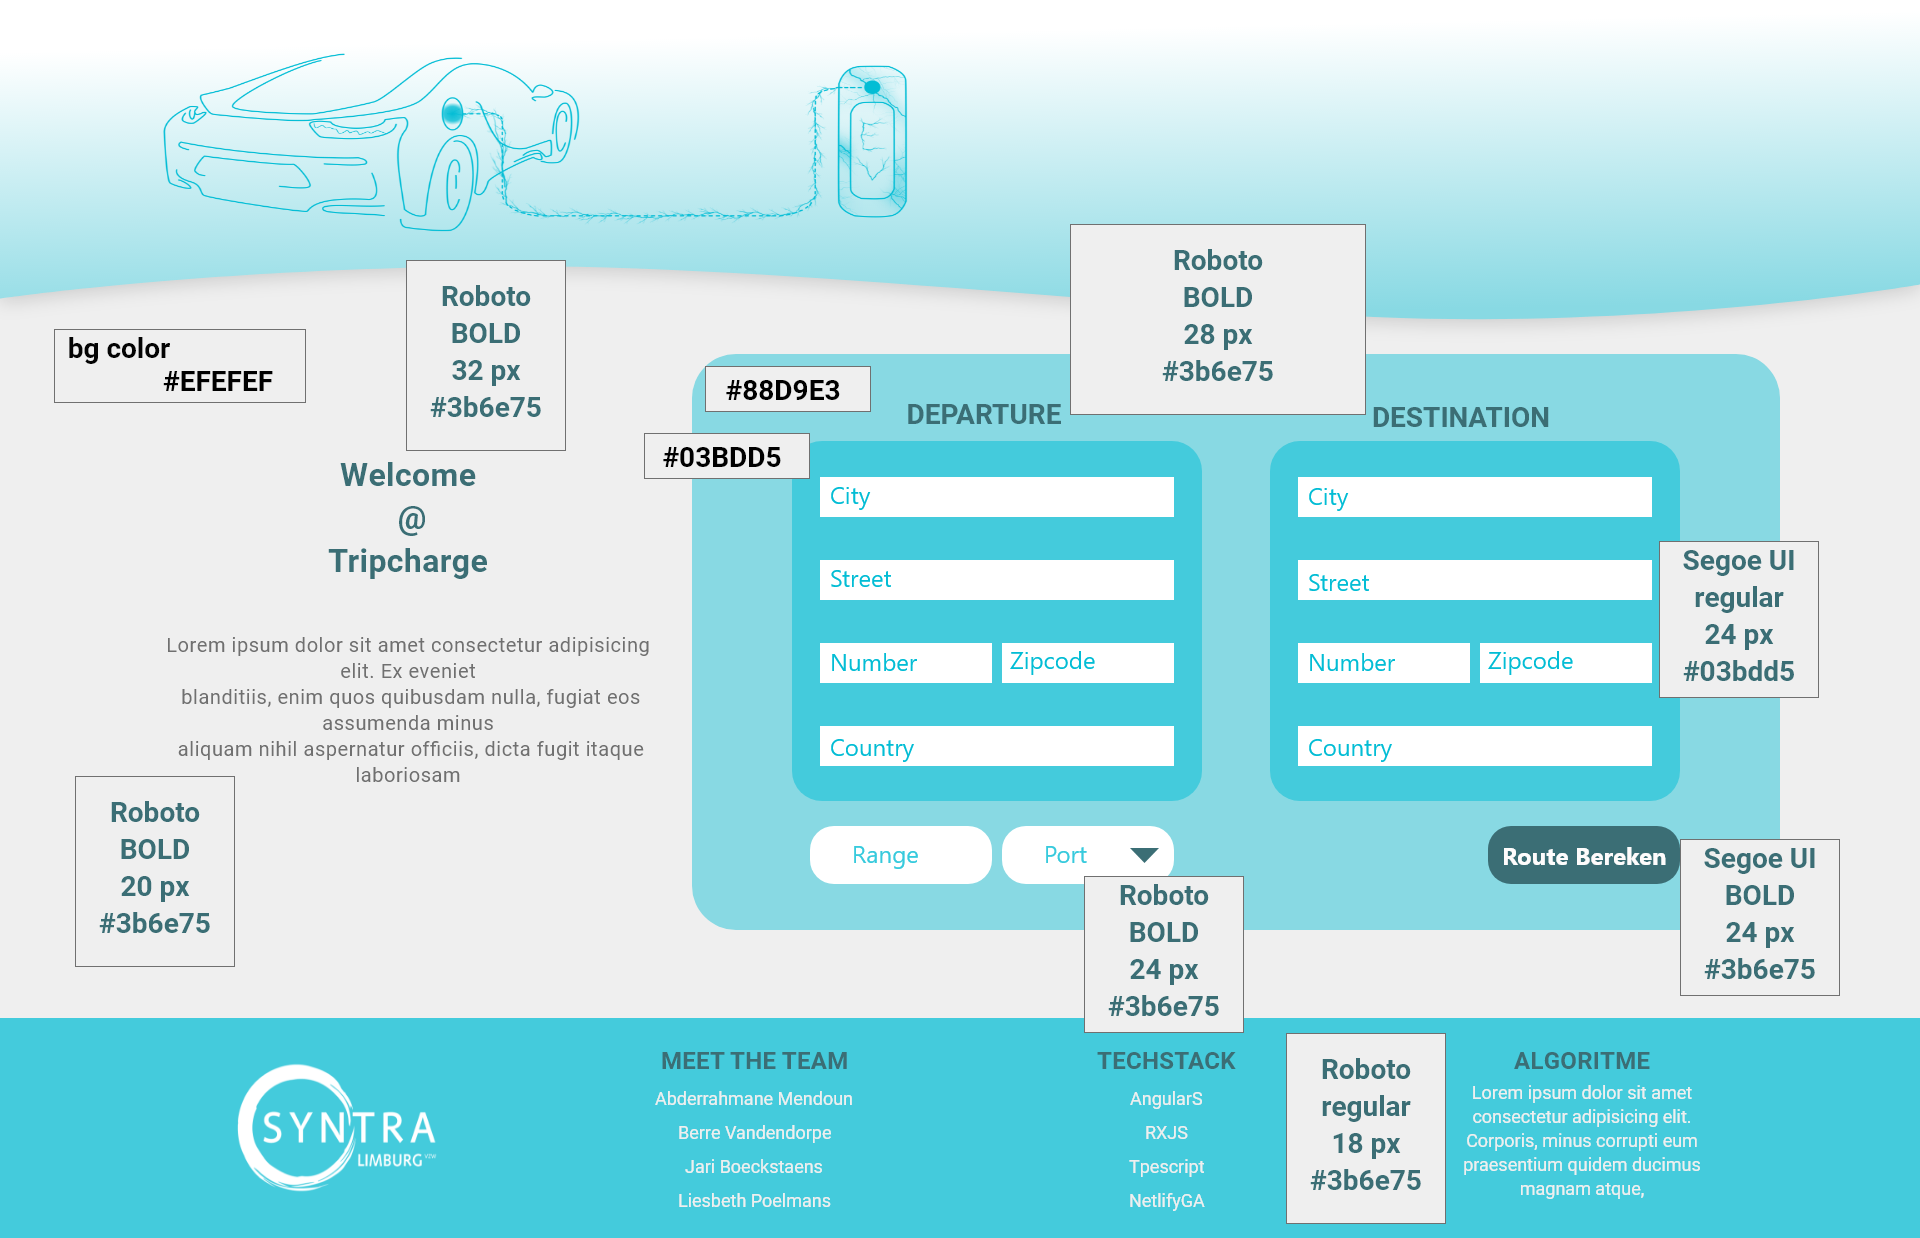 Roboto
BOLD
28 px
#3b6e75
Roboto
BOLD
32 px
#3b6e75
bg color
#EFEFEF
#88D9E3
#03BDD5
Welcome
@
Tripcharge
Lorem ipsum dolor sit amet consectetur adipisicing
elit. Ex eveniet
blanditiis, enim quos quibusdam nulla, fugiat eos
assumenda minus
aliquam nihil aspernatur officiis, dicta fugit itaque
laboriosam
Roboto
BOLD
20 px
#3b6e75
DEPARTURE
City
Street
Number
Zipcode
Country
DESTINATION
City
Street
Number
Zipcode
Country
Segoe UI
regular
24 px
#03bdd5
Range
Port
Route Bereken
Segoe UI
BOLD
24 px
#3b6e75
Roboto
BOLD
24 px
#3b6e75
SYNTRA
LIMBURG vzw
MEET THE TEAM
Abderrahmane Mendoun
Berre Vandendorpe
Jari Boeckstaens
Liesbeth Poelmans
TECHSTACK
AngularS
RXJS
Tpescript
NetlifyGA
Roboto
regular
18 px
#3b6e75
ALGORITME
Lorem ipsum dolor sit amet
consectetur adipisicing elit.
Corporis, minus corrupti eum
praesentium quidem ducimus
magnam atque,